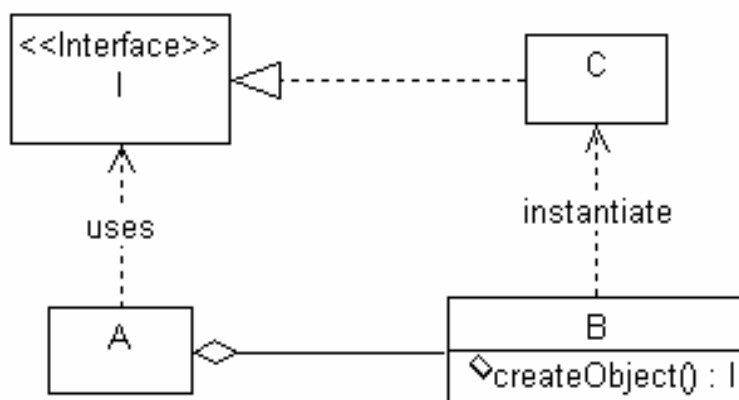 <<Interface>>
I
C
uses
instantiate
A
B
createObject() : I